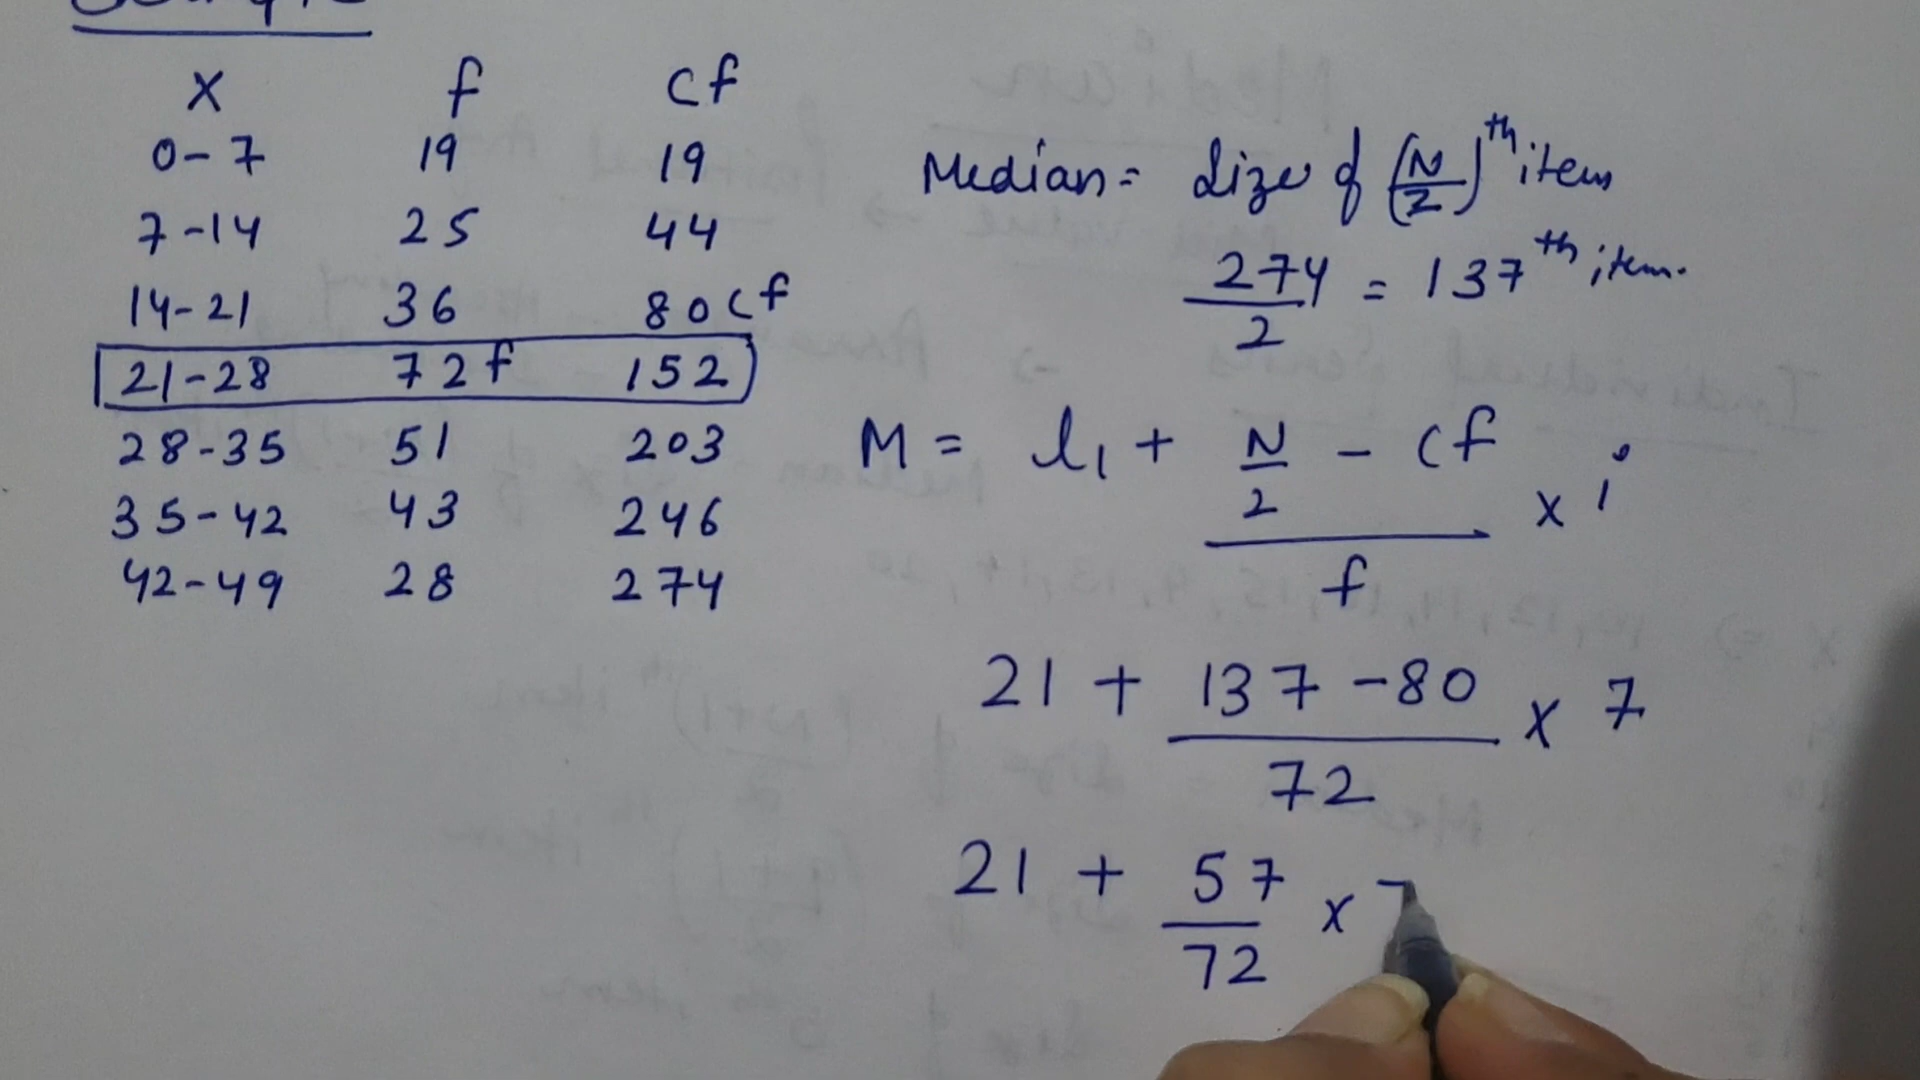 X f Cf
0-7 19 19
7-14 25 44
14-21 36 80 Cf
21-28 72 f 152
28-35 51 203
35-42 43 246
42-49 28 274
Median = Size of (N/2)th item
274/2 = 137th item.
M = l1 + N/2 - Cf / f x i
21 + 137-80 / 72 x 7
21 + 57/72 x 7